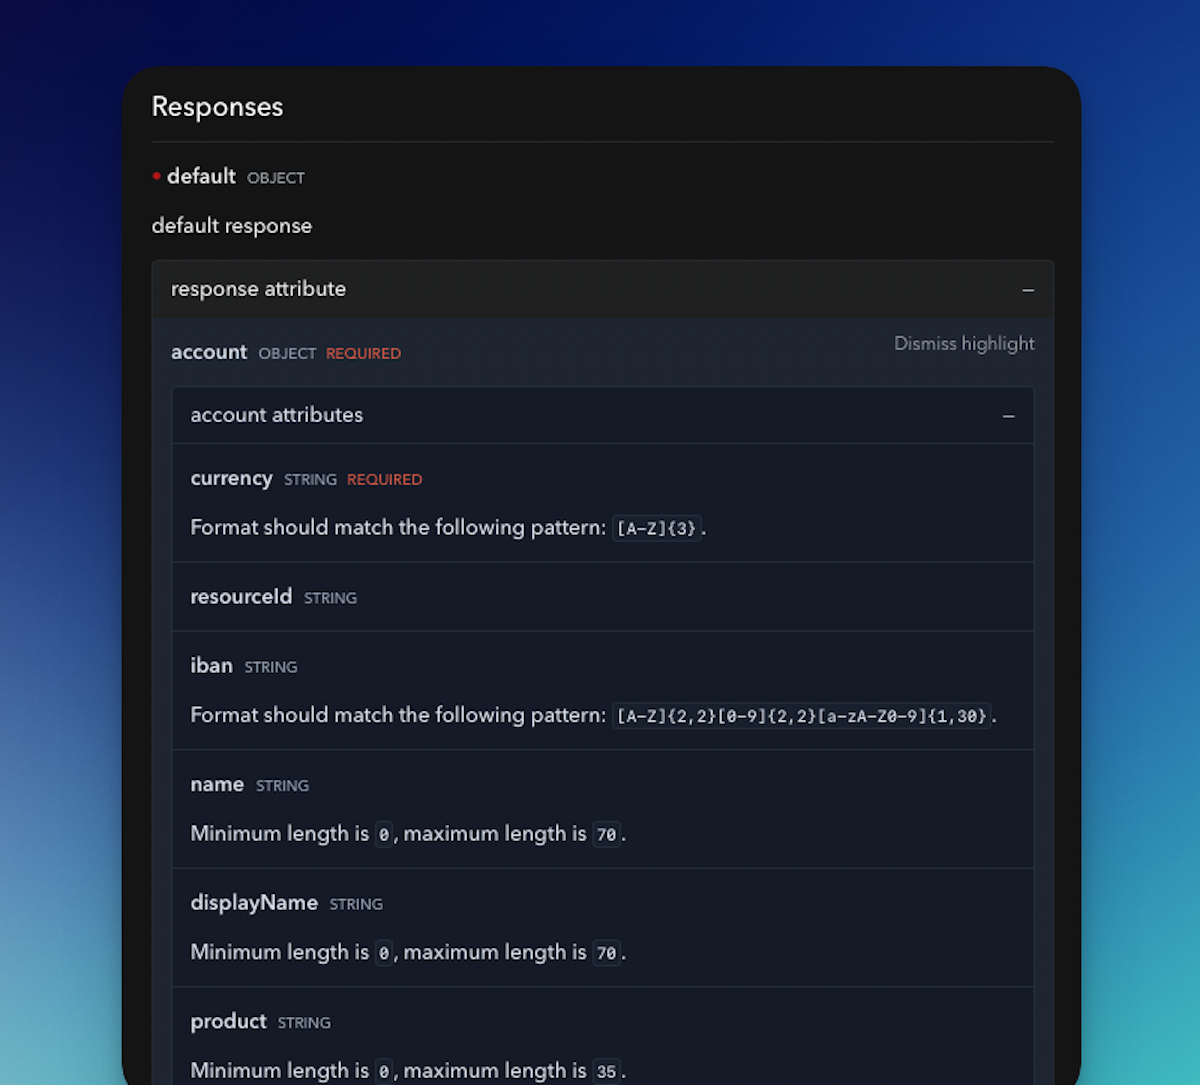 Responses
default OBJECT
default response
response attribute –
account OBJECT REQUIRED Dismiss highlight
account attributes –
currency STRING REQUIRED
Format should match the following pattern: [A-Z]{3}.
resourceId STRING
iban STRING
Format should match the following pattern: [A-Z]{2,2}[0-9]{2,2}[a-zA-Z0-9]{1,30}.
name STRING
Minimum length is 0, maximum length is 70.
displayName STRING
Minimum length is 0, maximum length is 70.
product STRING
Minimum length is 0, maximum length is 35.